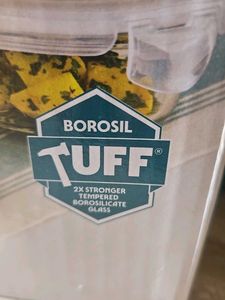 BOROSIL
TUFF®
2X STRONGER
TEMPERED
BOROSILICATE
GLASS